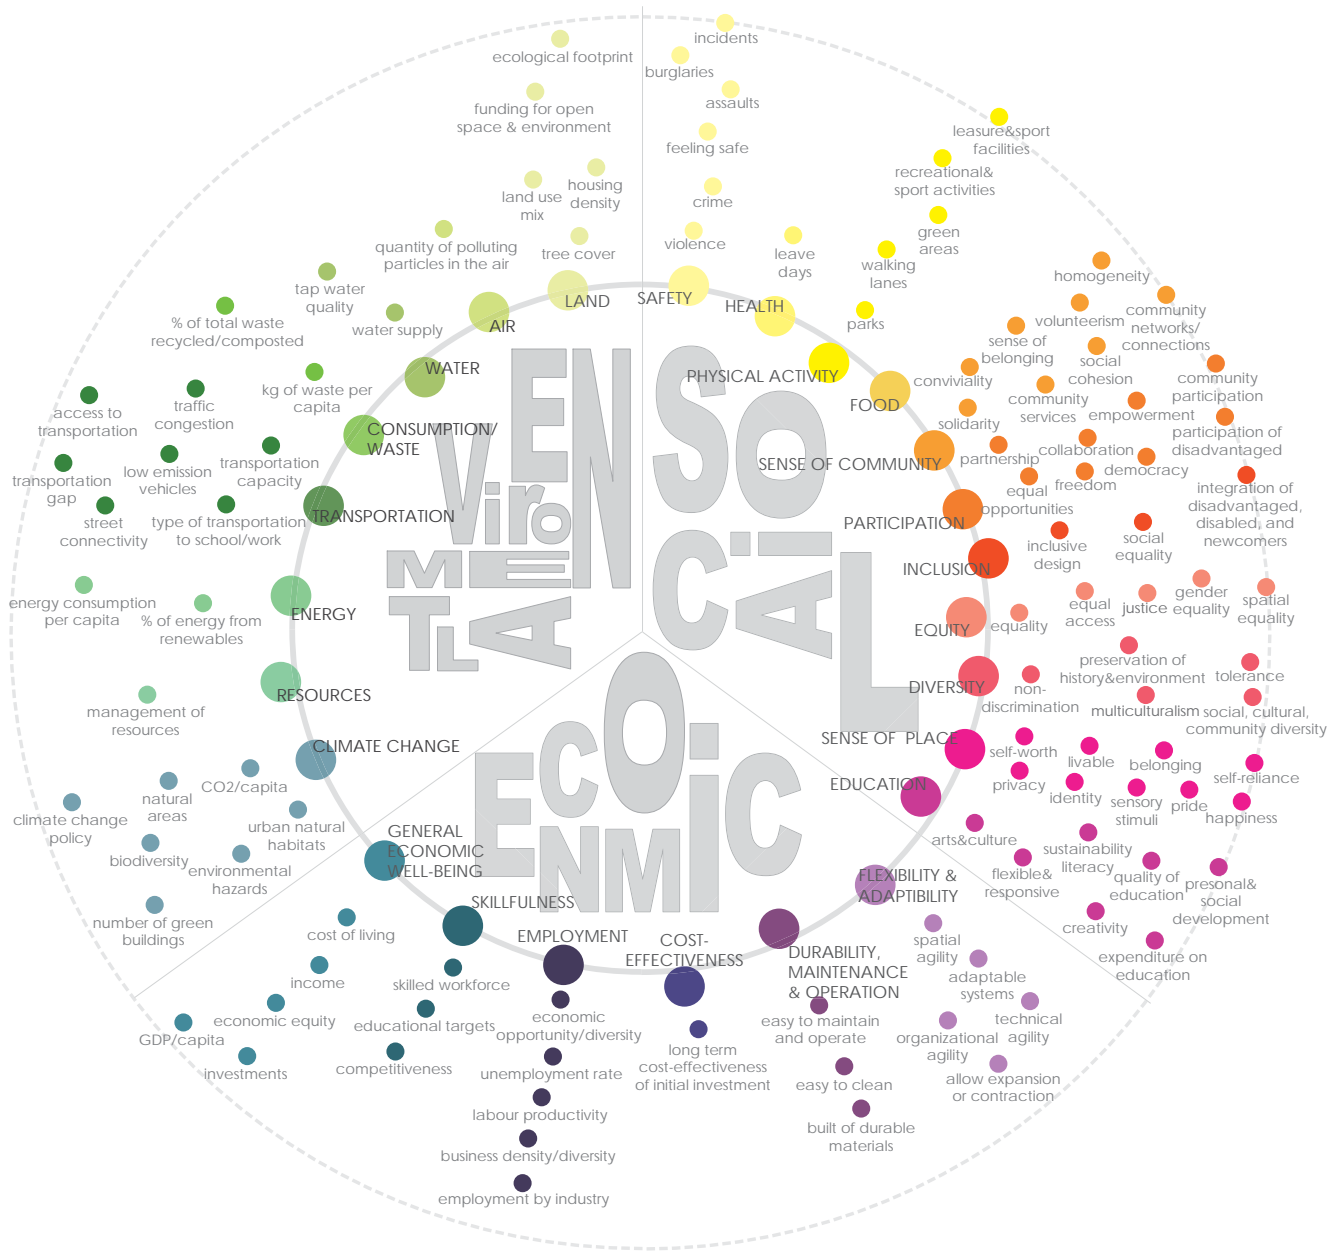 ENVironMENTAL
SOCiAL
ECONOMiC
LAND
ecological footprint
funding for open
space & environment
land use
mix
housing
density
tree cover
AIR
quantity of polluting
particles in the air
WATER
tap water
quality
water supply
CONSUMPTION/
WASTE
% of total waste
recycled/composted
kg of waste per
capita
TRANSPORTATION
access to
transportation
traffic
congestion
transportation
gap
low emission
vehicles
transportation
capacity
street
connectivity
type of transportation
to school/work
ENERGY
energy consumption
per capita
% of energy from
renewables
RESOURCES
management of
resources
CLIMATE CHANGE
CO2/capita
natural
areas
climate change
policy
urban natural
habitats
biodiversity
environmental
hazards
number of green
buildings
SAFETY
incidents
burglaries
assaults
feeling safe
crime
violence
HEALTH
leave
days
PHYSICAL ACTIVITY
leasure&sport
facilities
recreational&
sport activities
green
areas
walking
lanes
parks
FOOD
SENSE OF COMMUNITY
homogeneity
community
networks/
connections
volunteerism
sense of
belonging
social
cohesion
conviviality
community
services
solidarity
PARTICIPATION
community
participation
empowerment
participation of
disadvantaged
collaboration
partnership
democracy
freedom
equal
opportunities
INCLUSION
integration of
disadvantaged,
disabled, and
newcomers
social
equality
inclusive
design
EQUITY
equality
equal
access
justice
gender
equality
spatial
equality
DIVERSITY
preservation of
history&environment
tolerance
non-
discrimination
multiculturalism
social, cultural,
community diversity
SENSE OF PLACE
self-worth
livable
belonging
self-reliance
privacy
identity
sensory
stimuli
pride
happiness
EDUCATION
arts&culture
sustainability
literacy
flexible&
responsive
quality of
education
presonal&
social
development
creativity
expenditure on
education
GENERAL
ECONOMIC
WELL-BEING
cost of living
income
economic equity
GDP/capita
investments
SKILLFULNESS
skilled workforce
educational targets
competitiveness
EMPLOYMENT
economic
opportunity/diversity
unemployment rate
labour productivity
business density/diversity
employment by industry
COST-
EFFECTIVENESS
long term
cost-effectiveness
of initial investment
DURABILITY,
MAINTENANCE
& OPERATION
easy to maintain
and operate
easy to clean
built of durable
materials
FLEXIBILITY &
ADAPTIBILITY
spatial
agility
adaptable
systems
technical
agility
organizational
agility
allow expansion
or contraction